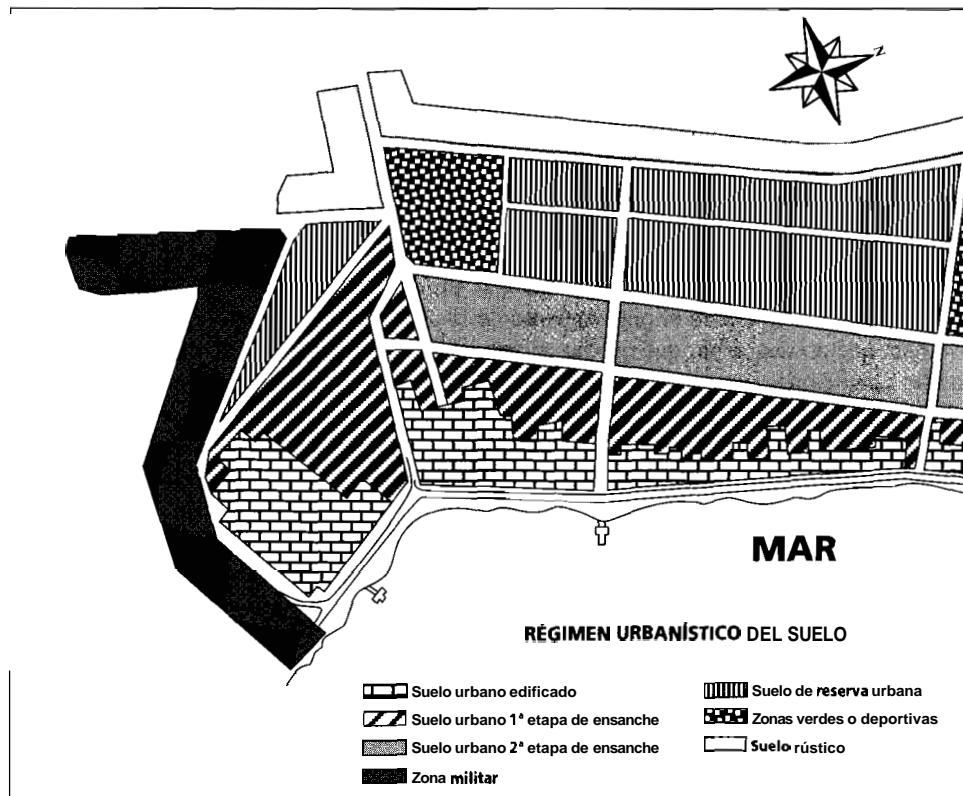 N
MAR
RÉGIMEN URBANÍSTICO DEL SUELO
Suelo urbano edificado
Suelo urbano 1ª etapa de ensanche
Suelo urbano 2ª etapa de ensanche
Zona militar
Suelo de reserva urbana
Zonas verdes o deportivas
Suelo rústico